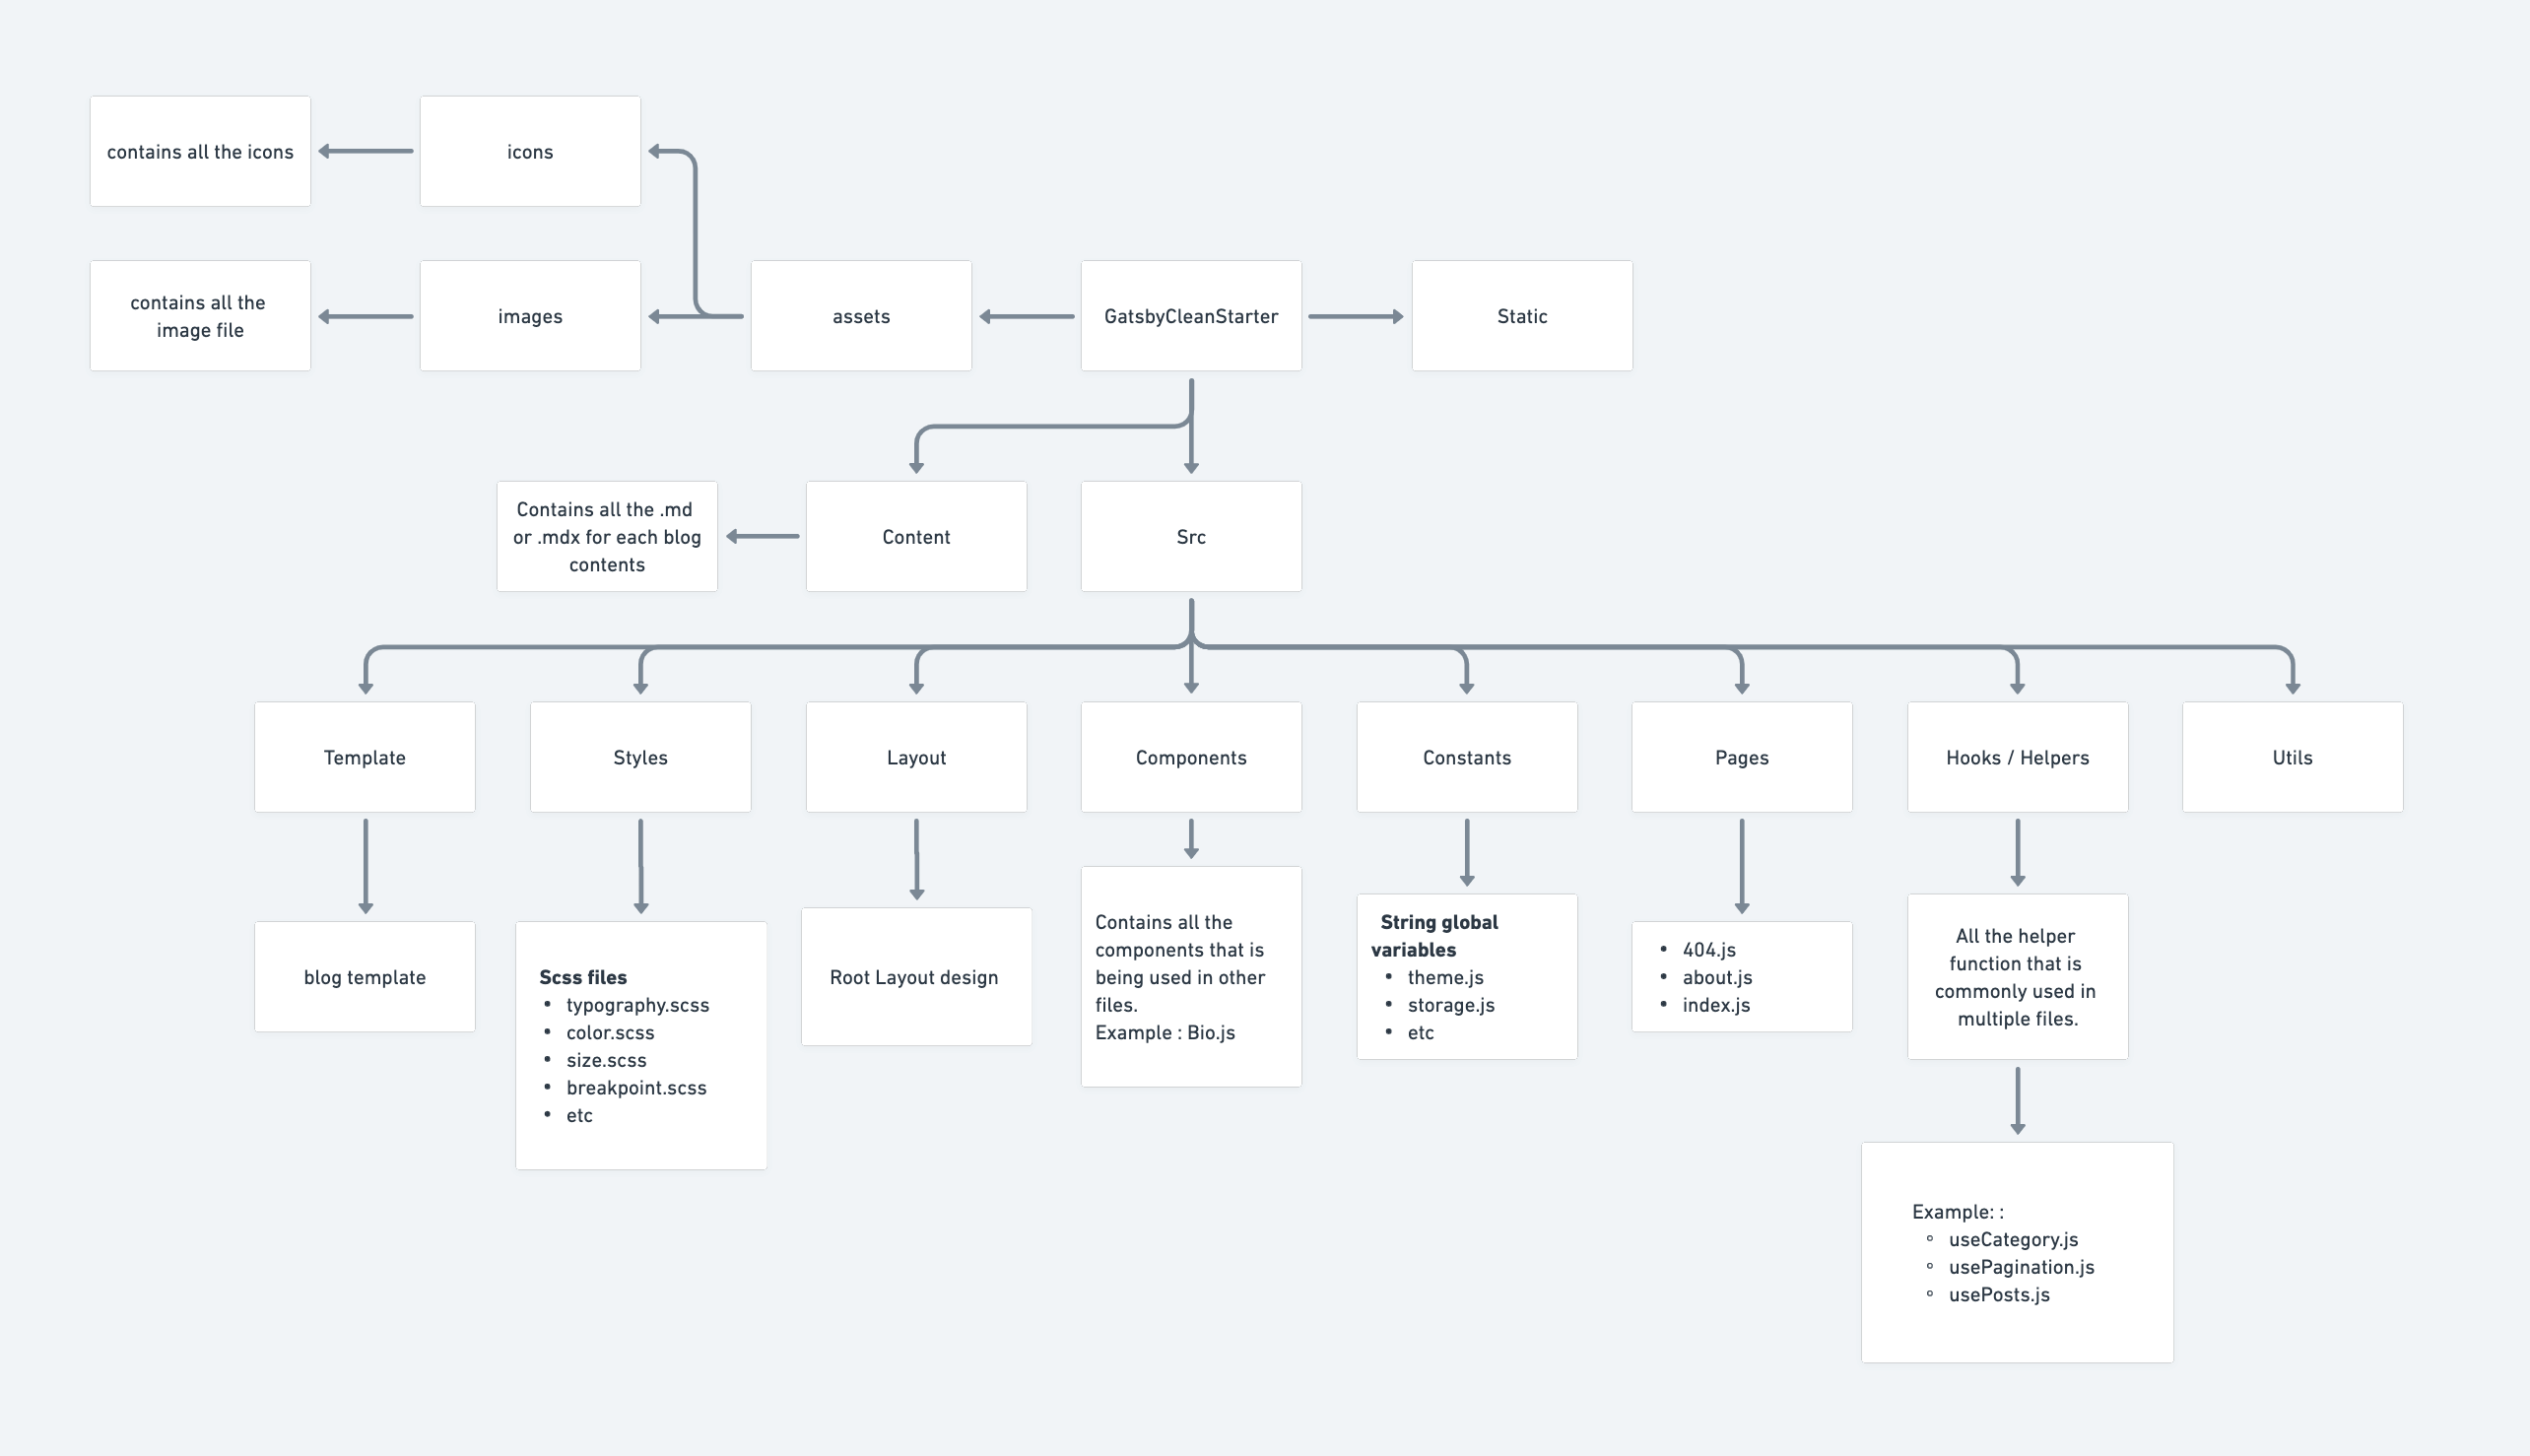 contains all the icons
icons
contains all the
image file
images
assets
GatsbyCleanStarter
Static
Contains all the .md
or .mdx for each blog
contents
Content
Src
Template
Styles
Layout
Components
Constants
Pages
Hooks / Helpers
Utils
blog template
Scss files
• typography.scss
• color.scss
• size.scss
• breakpoint.scss
• etc
Root Layout design
Contains all the
components that is
being used in other
files.
Example : Bio.js
String global
variables
• theme.js
• storage.js
• etc
• 404.js
• about.js
• index.js
All the helper
function that is
commonly used in
multiple files.
Example: :
◦ useCategory.js
◦ usePagination.js
◦ usePosts.js